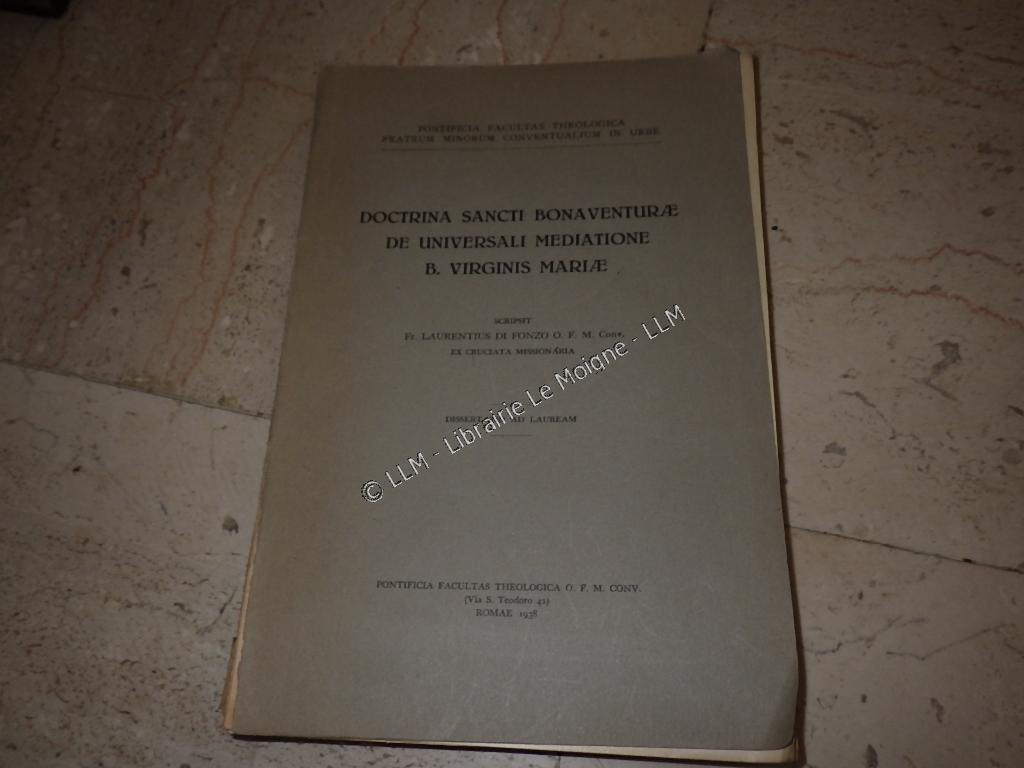 PONTIFICIA FACULTAS THEOLOGICA
FRATRUM MINORUM CONVENTUALIUM IN URBE
DOCTRINA SANCTI BONAVENTURÆ
DE UNIVERSALI MEDIATIONE
B. VIRGINIS MARIÆ
SCRIPSIT
Fr. LAURENTIUS DI FONZO O. F. M. Conv.
EX CRUCIATA MISSIONARIA
AD LAUREAM
© LLM - Librairie Le Moigne - LLM
PONTIFICIA FACULTAS THEOLOGICA O. F. M. CONV.
(Via S. Teodoro 42)
ROMAE 1938